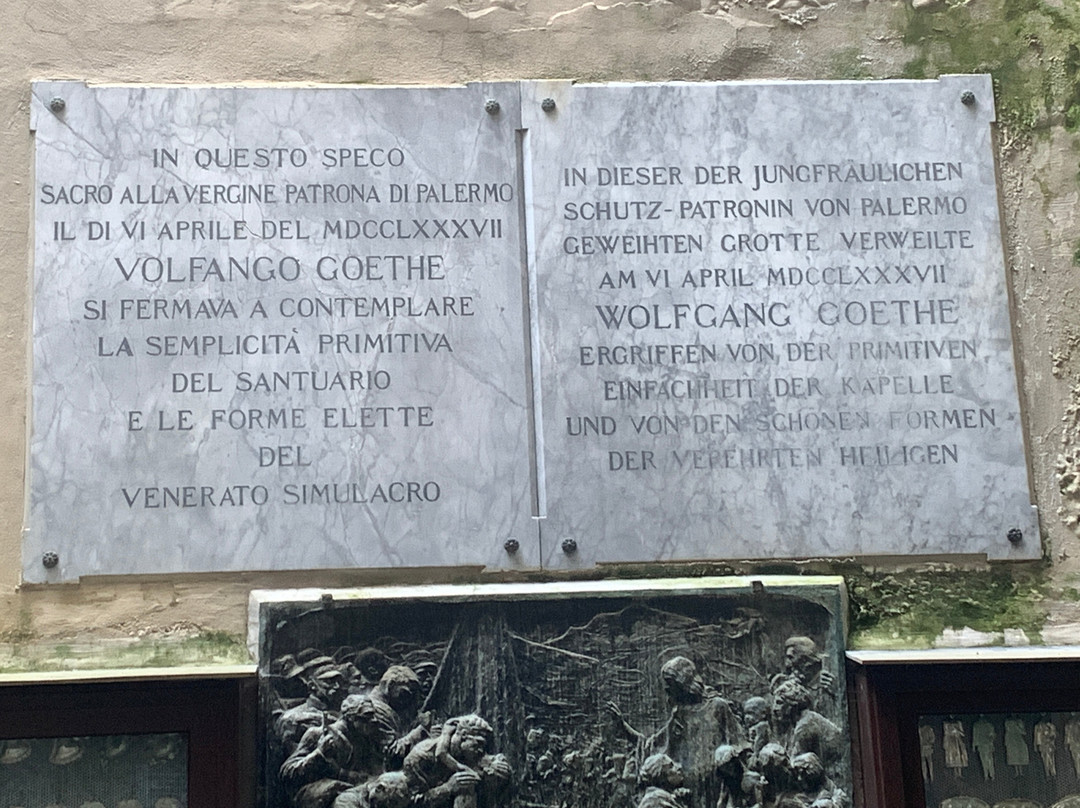 IN QUESTO SPECO
SACRO ALLA VERGINE PATRONA DI PALERMO
IL DI VI APRILE DEL MDCCLXXXVII
VOLFANGO GOETHE
SI FERMAVA A CONTEMPLARE
LA SEMPLICITÀ PRIMITIVA
DEL SANTUARIO
E LE FORME ELETTE
DEL
VENERATO SIMULACRO
IN DIESER DER JUNGFRÄULICHEN
SCHUTZ-PATRONIN VON PALERMO
GEWEIHTEN GROTTE VERWEILTE
AM VI APRIL MDCCLXXXVII
WOLFGANG GOETHE
ERGRIFFEN VON DER PRIMITIVEN
EINFACHHEIT DER KAPELLE
UND VON DEN SCHÖNEN FORMEN
DER VEREHRTEN HEILIGEN